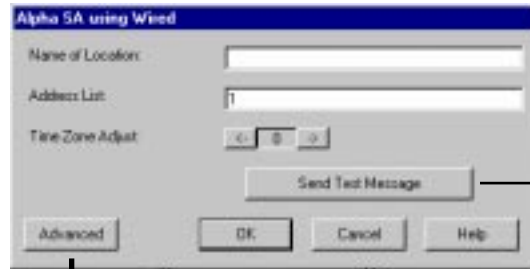 Alpha SA using Wired
Name of Location:
Address List: 1
Time Zone Adjust: <- 0 ->
Send Test Message
Advanced OK Cancel Help